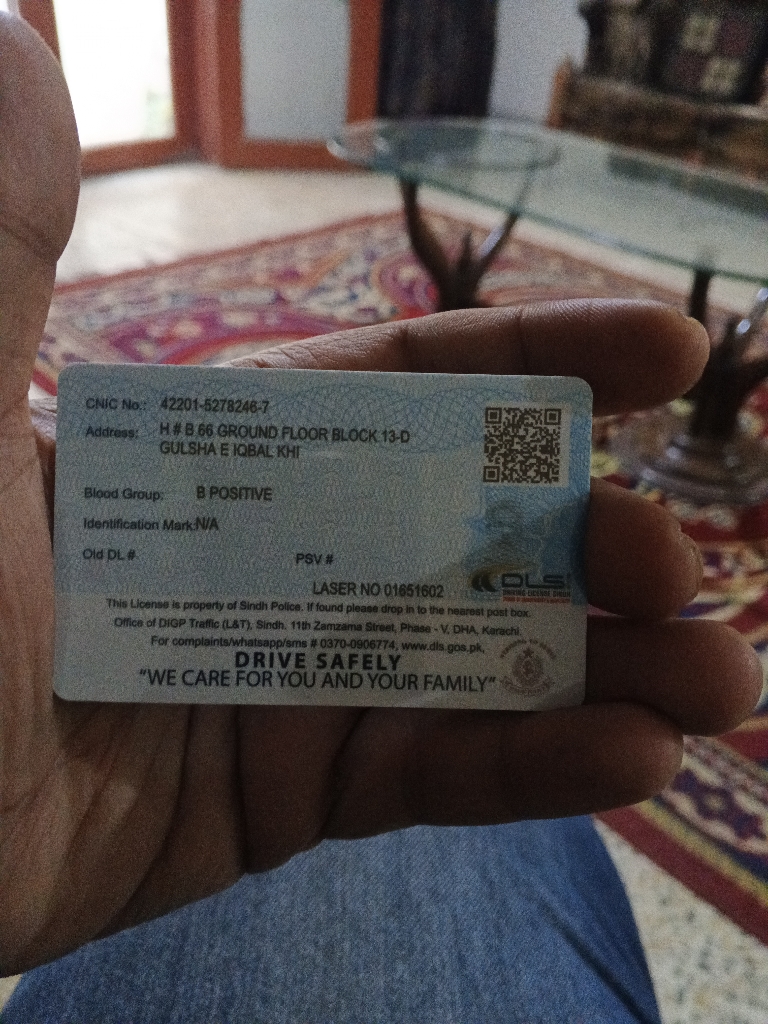 CNIC No.: 42201-5278246-7
Address: H # B 66 GROUND FLOOR BLOCK 13-D
GULSHA E IQBAL KHI
Blood Group: B POSITIVE
Identification Mark:N/A
Old DL # PSV #
LASER NO 01651602
DLS
DRIVING LICENSE SINDH
This License is property of Sindh Police. If found please drop in to the nearest post box.
Office of DIGP Traffic (L&T), Sindh, 11th Zamzama Street, Phase - V, DHA, Karachi.
For complaints/whatsapp/sms # 0370-0906774, www.dls.gos.pk,
DRIVE SAFELY
"WE CARE FOR YOU AND YOUR FAMILY"